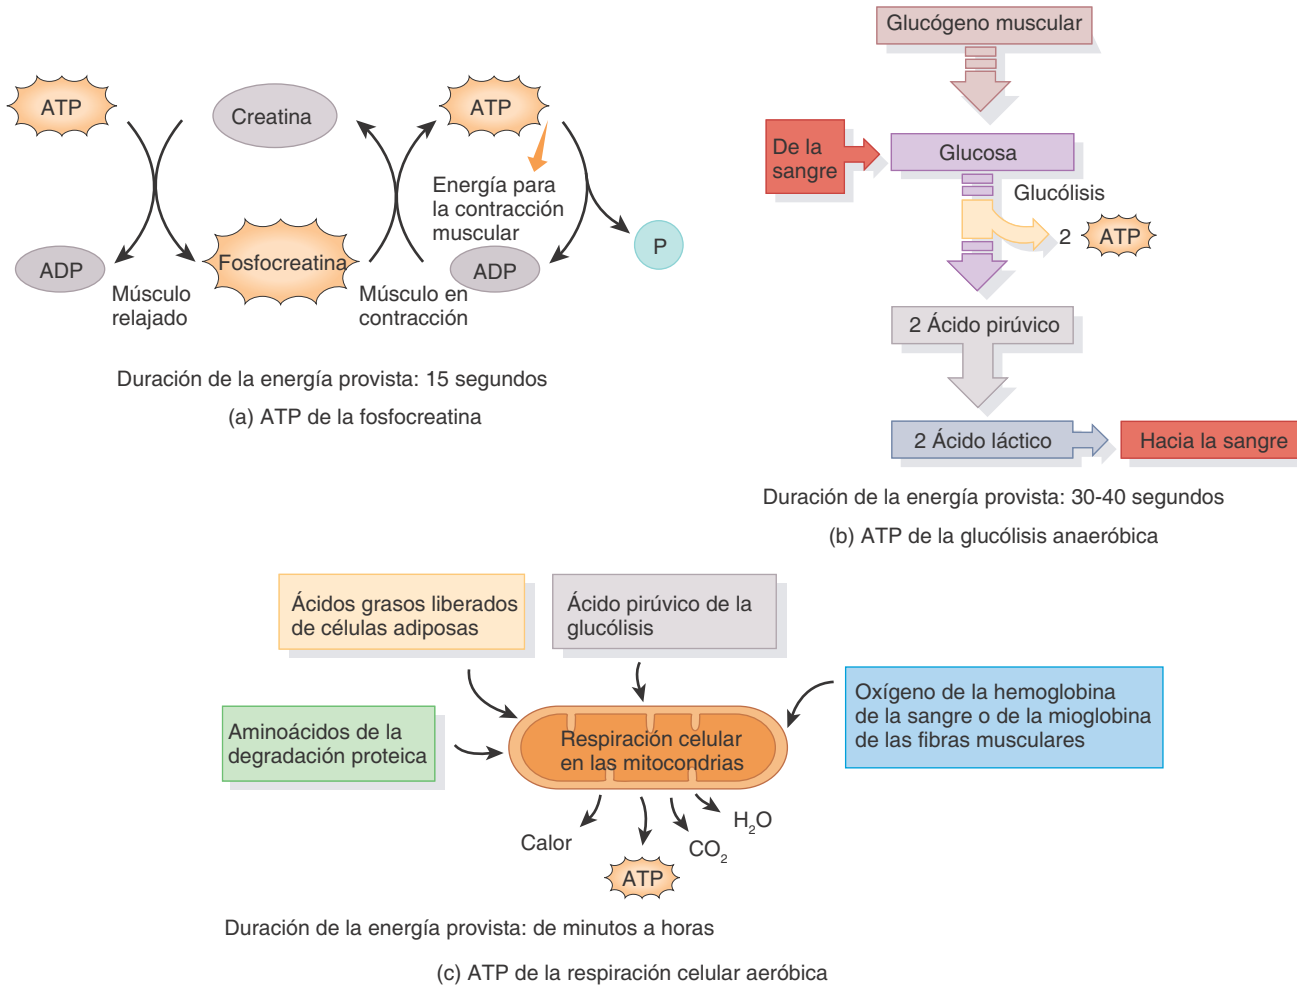 ATP
Creatina
ATP
Energía para
la contracción
muscular
P
ADP
Fosfocreatina
ADP
Músculo
relajado
Músculo en
contracción
Duración de la energía provista: 15 segundos
(a) ATP de la fosfocreatina
Glucógeno muscular
De la
sangre
Glucosa
Glucólisis
2 ATP
2 Ácido pirúvico
2 Ácido láctico
Hacia la sangre
Duración de la energía provista: 30-40 segundos
(b) ATP de la glucólisis anaeróbica
Ácidos grasos liberados
de células adiposas
Ácido pirúvico de la
glucólisis
Aminoácidos de la
degradación proteica
Oxígeno de la hemoglobina
de la sangre o de la mioglobina
de las fibras musculares
Respiración celular
en las mitocondrias
Calor
ATP
CO₂
H₂O
Duración de la energía provista: de minutos a horas
(c) ATP de la respiración celular aeróbica